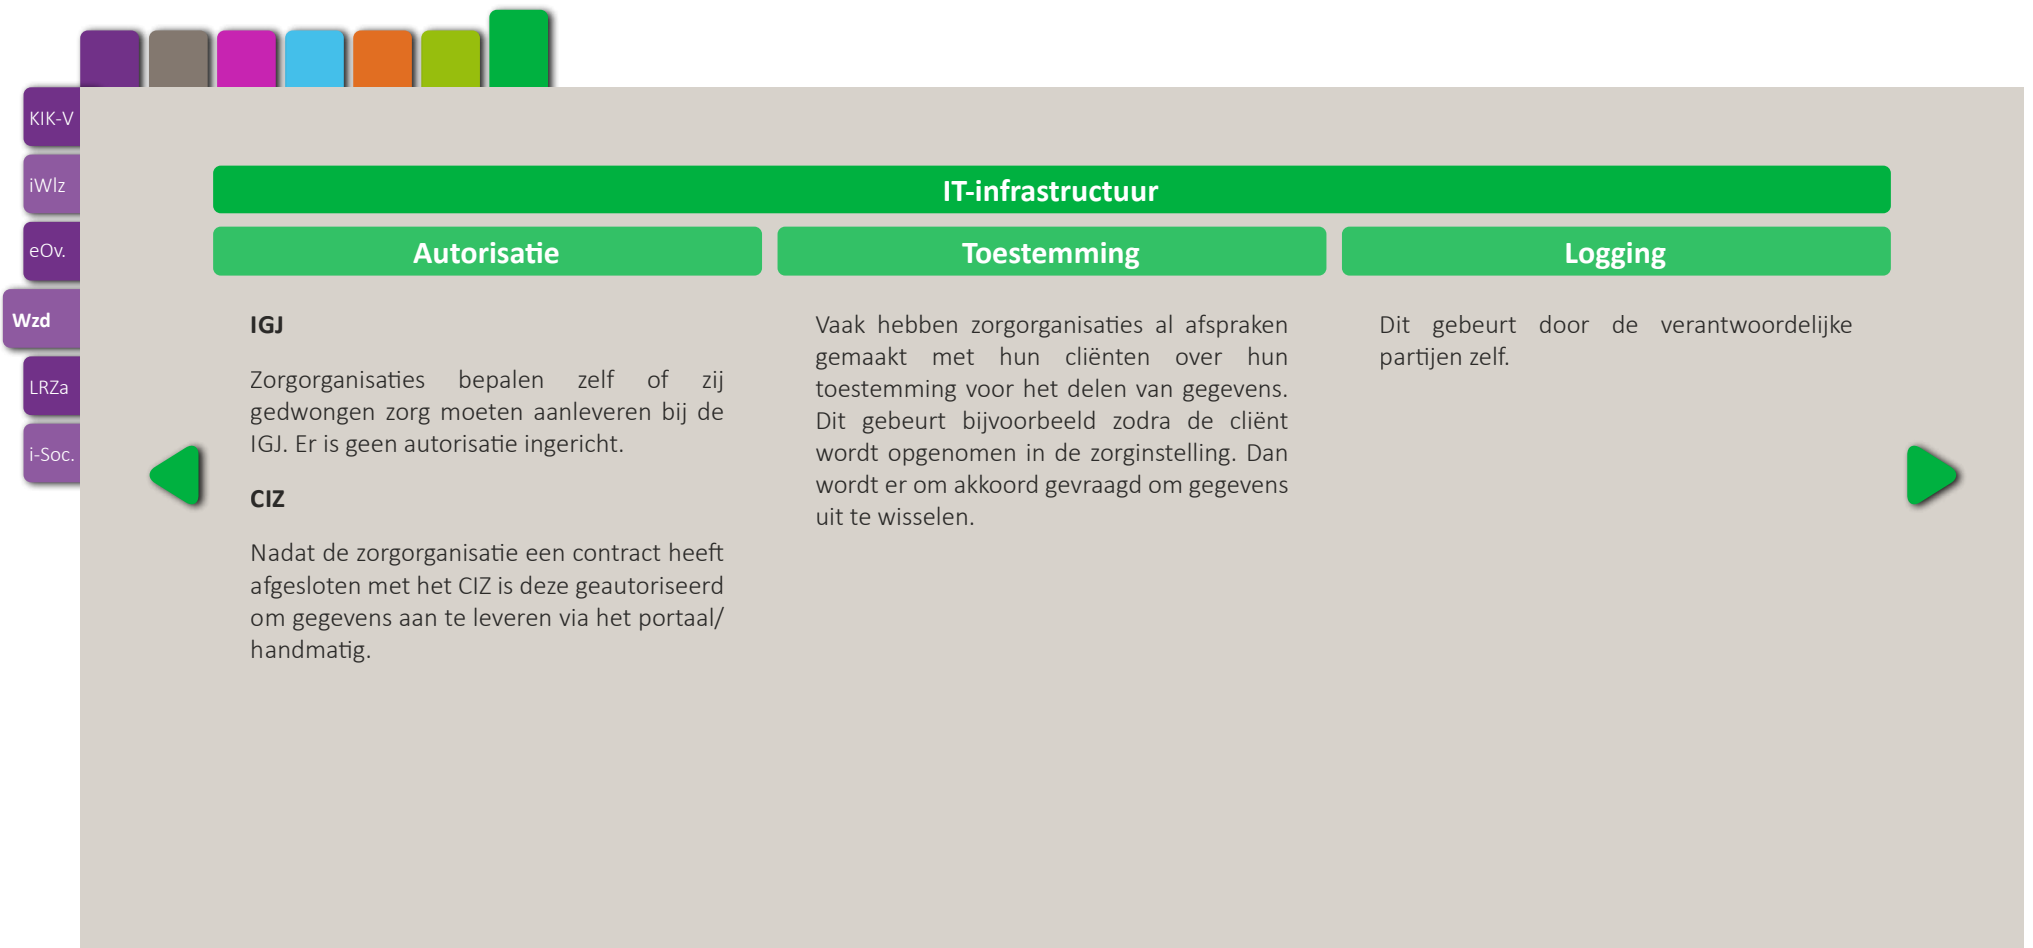 KIK-V
iWlz
eOv.
Wzd
LRZa
i-Soc.
IT-infrastructuur
Autorisatie
IGJ
Zorgorganisaties bepalen zelf of zij
gedwongen zorg moeten aanleveren bij de
IGJ. Er is geen autorisatie ingericht.
CIZ
Nadat de zorgorganisatie een contract heeft
afgesloten met het CIZ is deze geautoriseerd
om gegevens aan te leveren via het portaal/
handmatig.
Toestemming
Vaak hebben zorgorganisaties al afspraken
gemaakt met hun cliënten over hun
toestemming voor het delen van gegevens.
Dit gebeurt bijvoorbeeld zodra de cliënt
wordt opgenomen in de zorginstelling. Dan
wordt er om akkoord gevraagd om gegevens
uit te wisselen.
Logging
Dit gebeurt door de verantwoordelijke
partijen zelf.